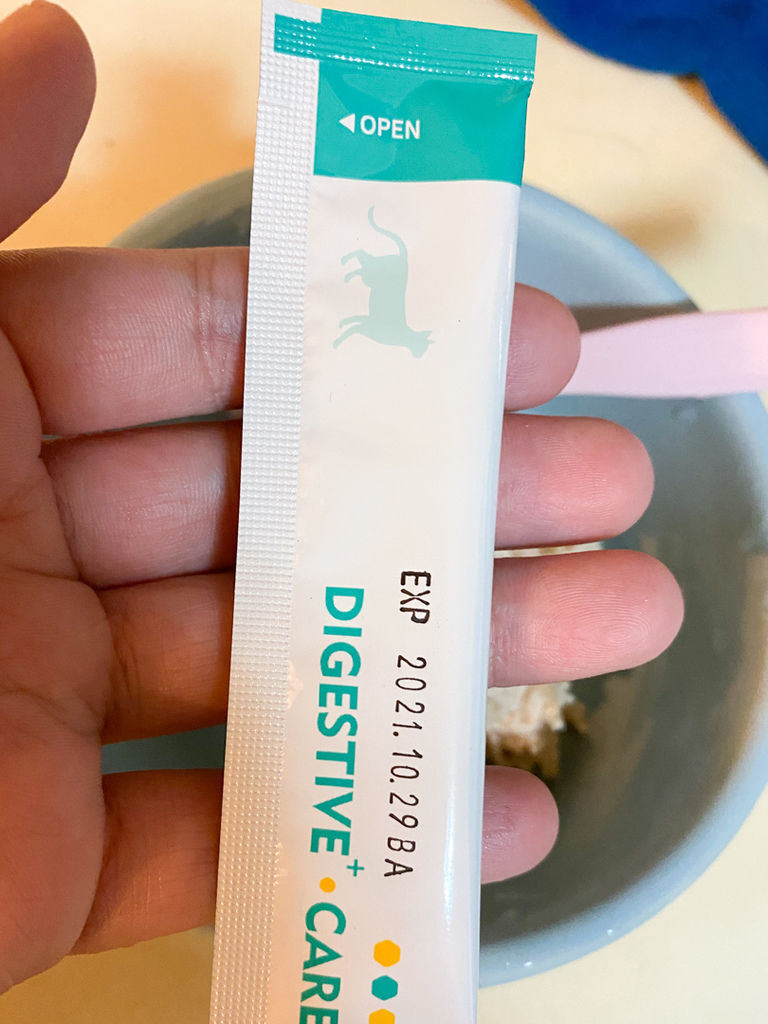 OPEN
EXP 2021.10.29BA
DIGESTIVE+ • CARE